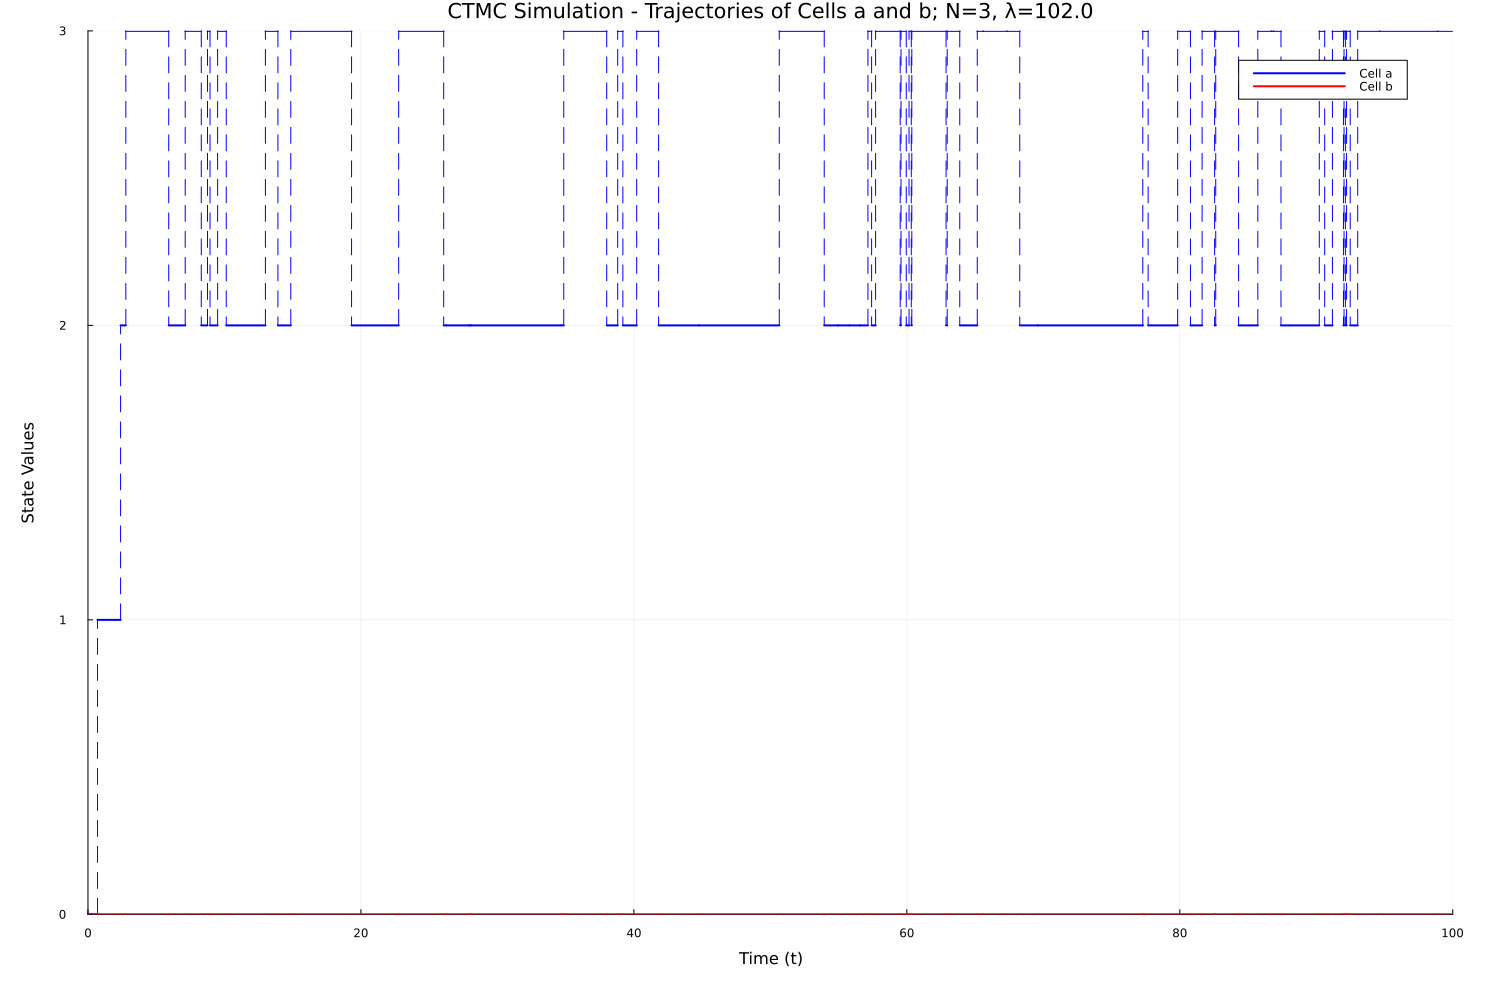 CTMC Simulation - Trajectories of Cells a and b; N=3, λ=102.0
3
Cell a
Cell b
2
State Values
1
0
0 20 40 60 80 100
Time (t)